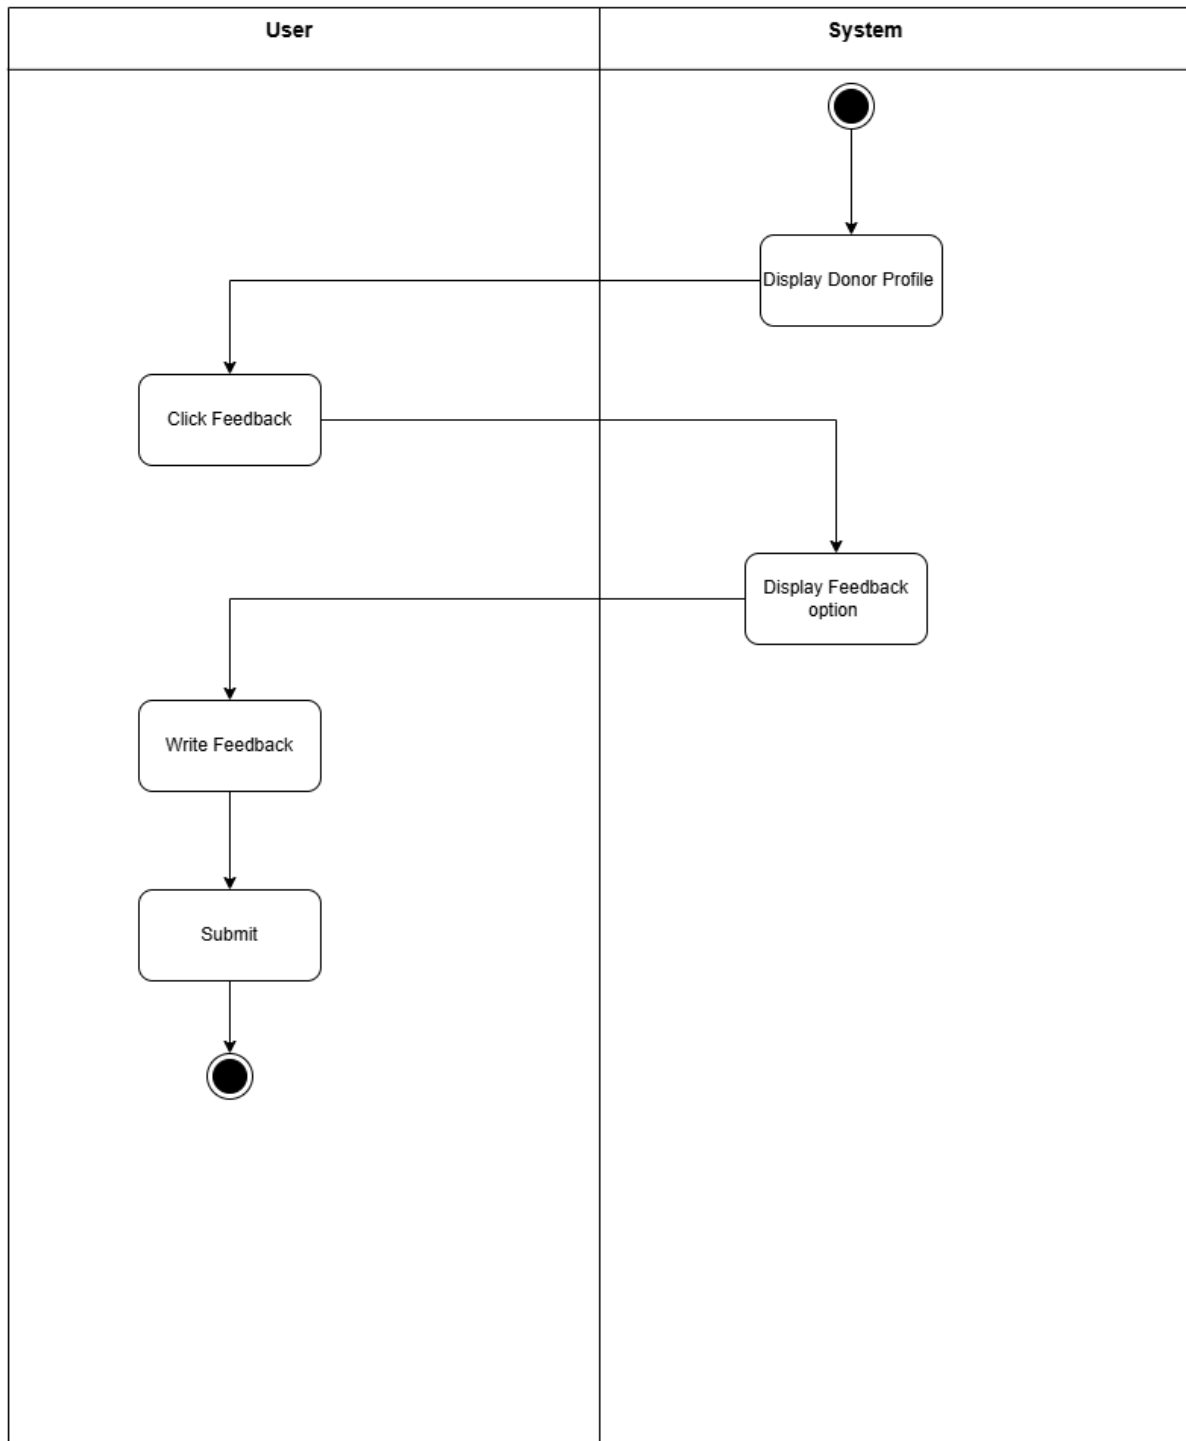 User
System
Display Donor Profile
Click Feedback
Display Feedback
option
Write Feedback
Submit